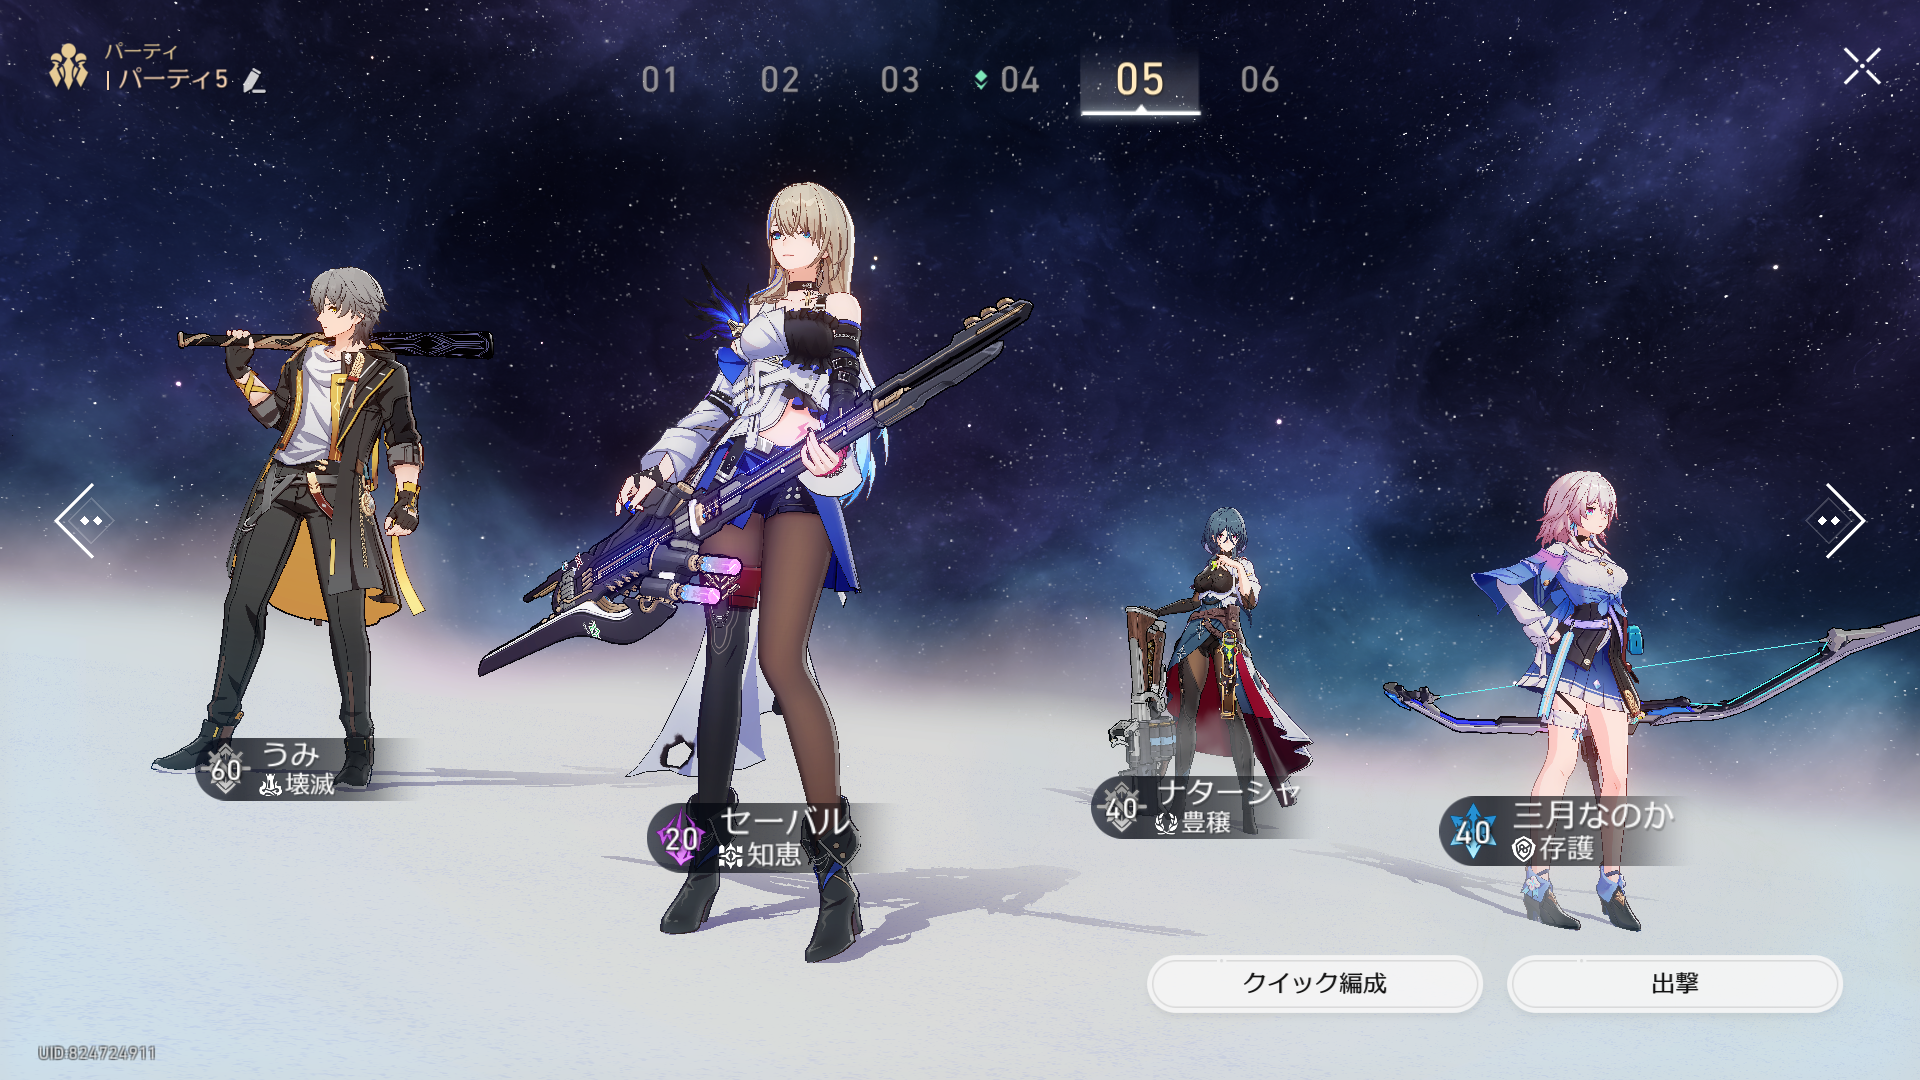 パーティ
パーティ5
01 02 03 04 05 06
60 うみ
壊滅
20 セーバル
知恵
40 ナターシャ
豊穣
40 三月なのか
存護
クイック編成 出撃
UID:824724911